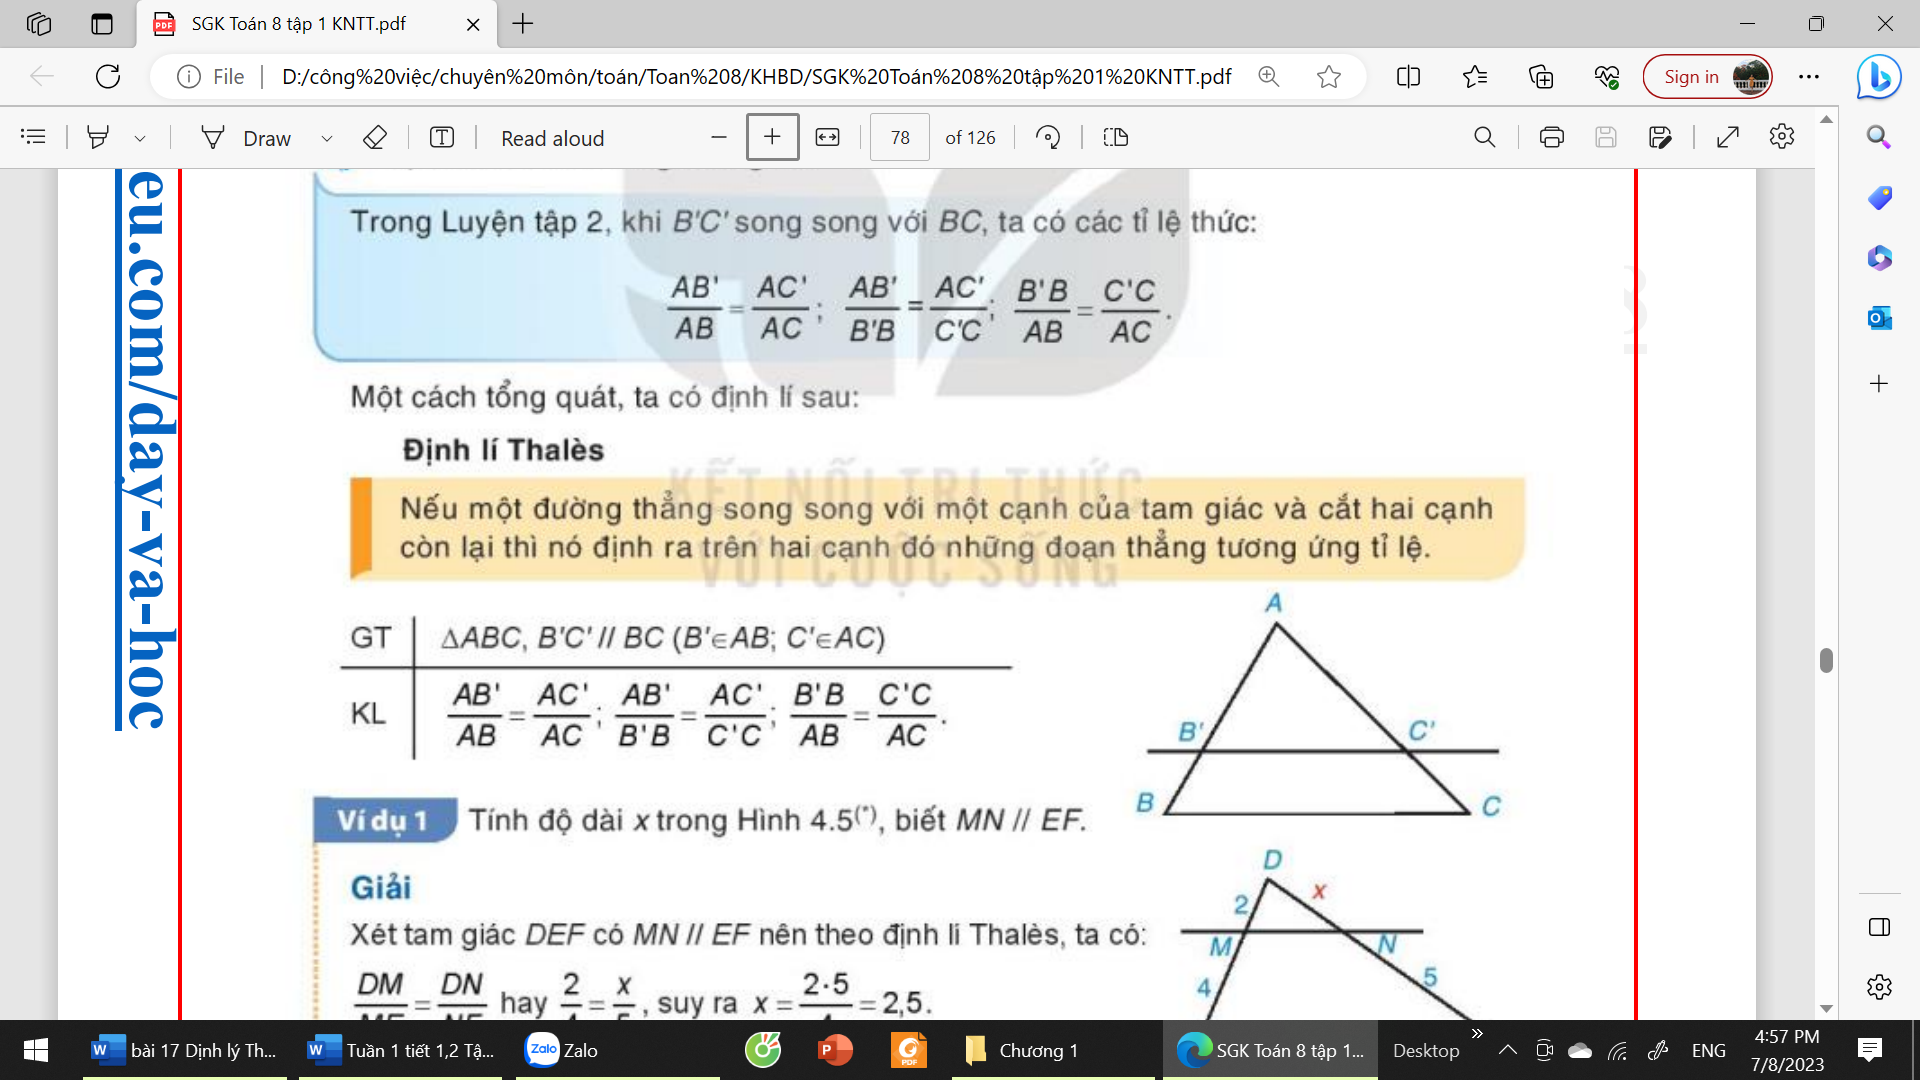 SGK Toán 8 tập 1 KNTT.pdf
File
D:/công%20việc/chuyên%20môn/toán/Toan%208/KHBD/SGK%20Toán%208%20tập%201%20KNTT.pdf
Sign in
Draw
Read aloud
78 of 126
eu.com/day-va-hoc
Trong Luyện tập 2, khi B'C' song song với BC, ta có các tỉ lệ thức:
AB'/AB = AC'/AC; AB'/B'B = AC'/C'C; B'B/AB = C'C/AC.
Một cách tổng quát, ta có định lí sau:
Định lí Thalès
KẾT NỐI TRI THỨC
Nếu một đường thẳng song song với một cạnh của tam giác và cắt hai cạnh
còn lại thì nó định ra trên hai cạnh đó những đoạn thẳng tương ứng tỉ lệ.
VỚI CUỘC SỐNG
GT ΔABC, B'C' // BC (B'∈AB; C'∈AC)
KL AB'/AB = AC'/AC; AB'/B'B = AC'/C'C; B'B/AB = C'C/AC.
A
B' C'
B C
Ví dụ 1 Tính độ dài x trong Hình 4.5(*), biết MN // EF.
Giải
Xét tam giác DEF có MN // EF nên theo định lí Thalès, ta có:
DM/ME = DN/NF hay 2/4 = x/5, suy ra x = 2·5/4 = 2,5.
D
2 x
M N
4 5
bài 17 Dịnh lý Th...
Tuần 1 tiết 1,2 Tậ...
Zalo
Zalo
Chương 1
SGK Toán 8 tập 1...
Desktop
ENG
4:57 PM
7/8/2023